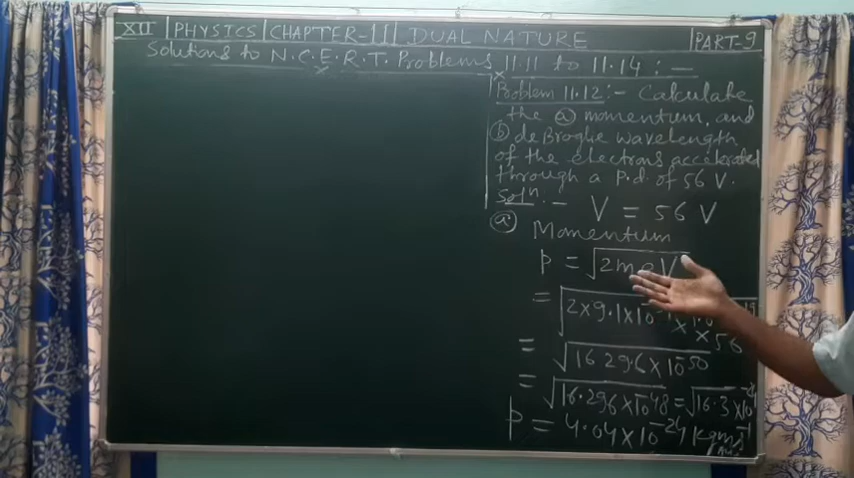 XII PHYSICS CHAPTER-11 DUAL NATURE PART-9
Solutions to N.C.E.R.T. Problems 11.11 to 11.14 :-
Problem 11.12 :- Calculate
the (a) momentum, and
(b) de Broglie wavelength
of the electrons accelerated
through a P.d. of 56 V.
Soln :- V = 56 V
(a) Momentum
p = √2meV
= √2×9.1×10
×56
= √1629.6×10⁻⁵⁰
= √16.296×10⁻⁴⁸ = √16.3×10
p = 4.04×10⁻²⁴ kgms⁻¹